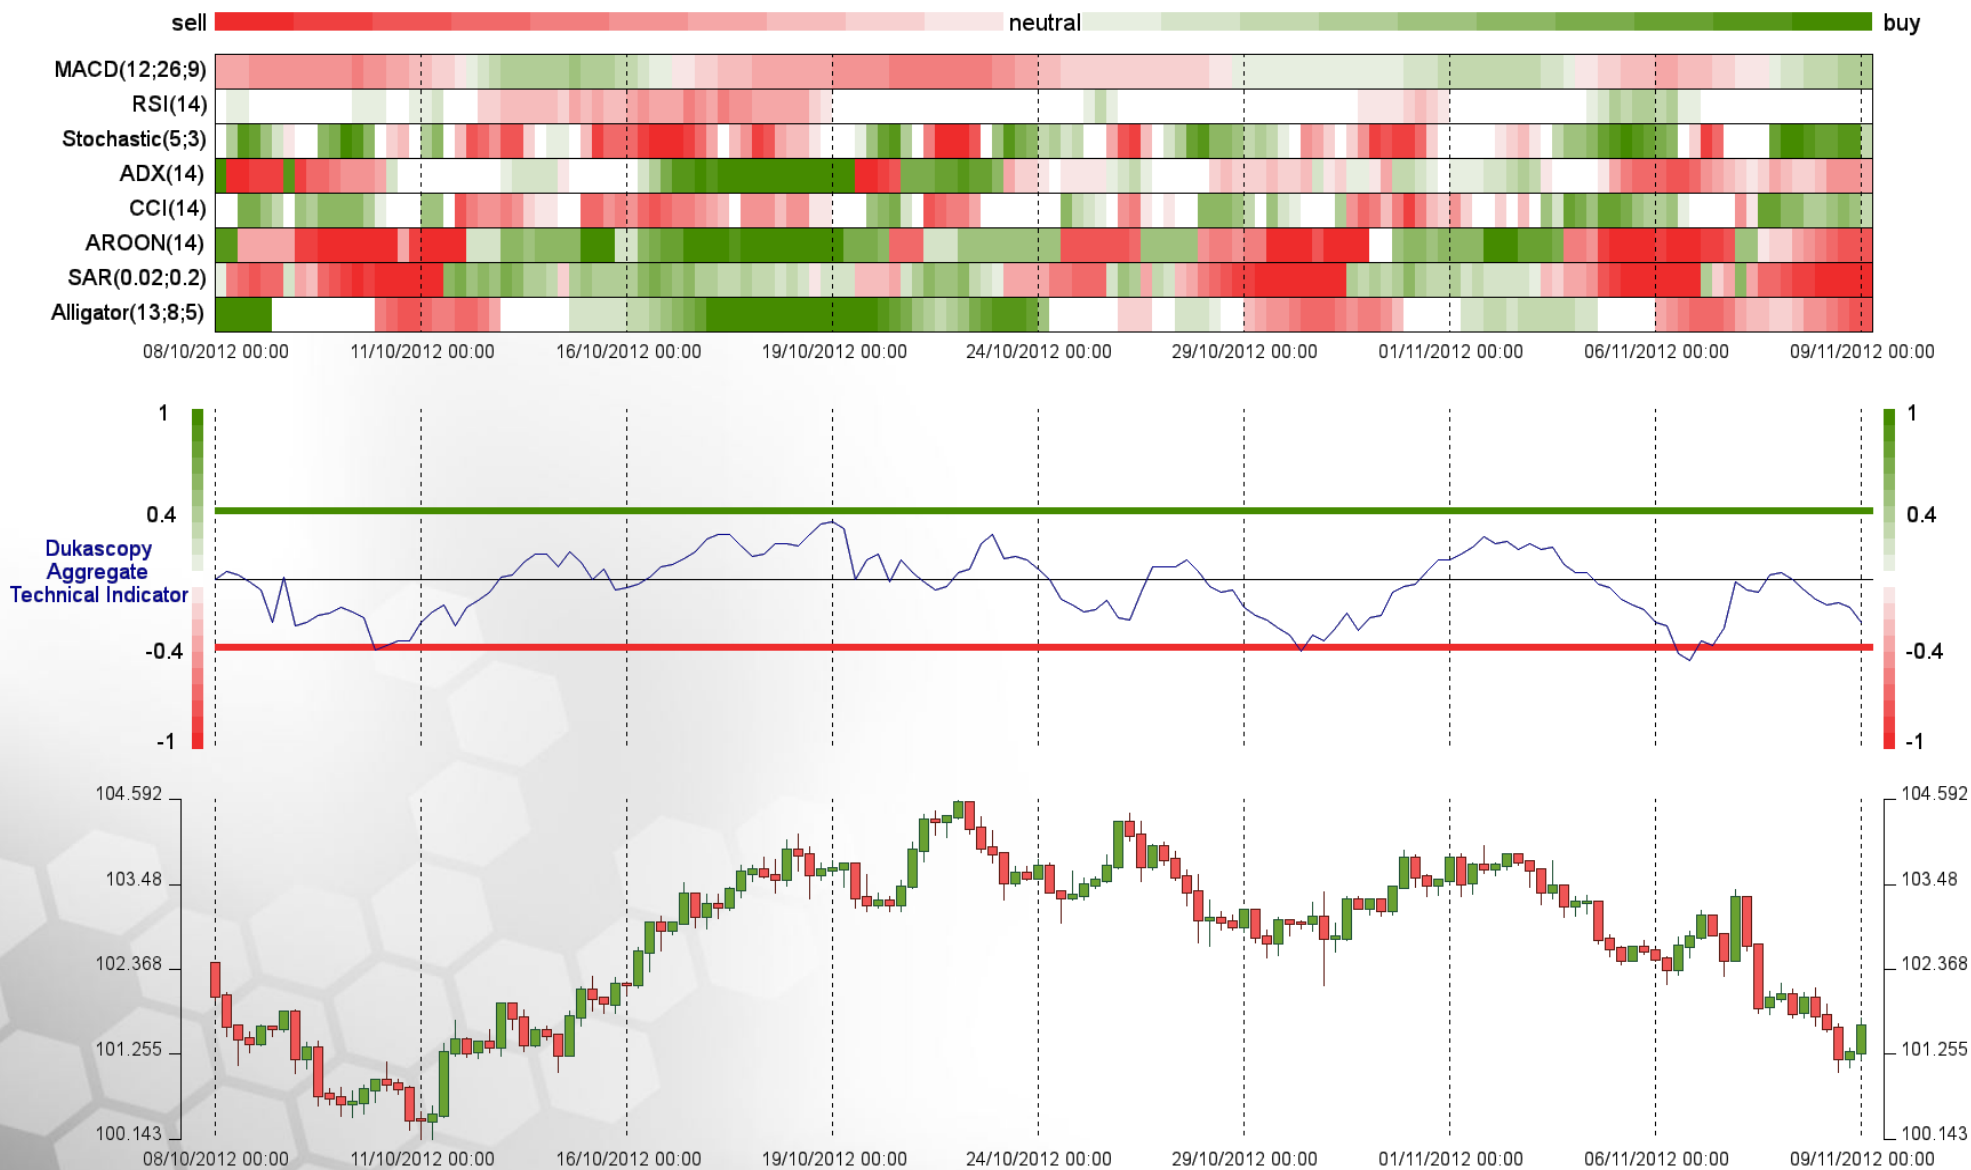 sell neutral buy
MACD(12;26;9)
RSI(14)
Stochastic(5;3)
ADX(14)
CCI(14)
AROON(14)
SAR(0.02;0.2)
Alligator(13;8;5)
08/10/2012 00:00 11/10/2012 00:00 16/10/2012 00:00 19/10/2012 00:00 24/10/2012 00:00 29/10/2012 00:00 01/11/2012 00:00 06/11/2012 00:00 09/11/2012 00:00
1 1
0.4 0.4
Dukascopy
Aggregate
Technical Indicator
-0.4 -0.4
-1 -1
104.592 104.592
103.48 103.48
102.368 102.368
101.255 101.255
100.143 100.143
08/10/2012 00:00 11/10/2012 00:00 16/10/2012 00:00 19/10/2012 00:00 24/10/2012 00:00 29/10/2012 00:00 01/11/2012 00:00 06/11/2012 00:00 09/11/2012 00:00